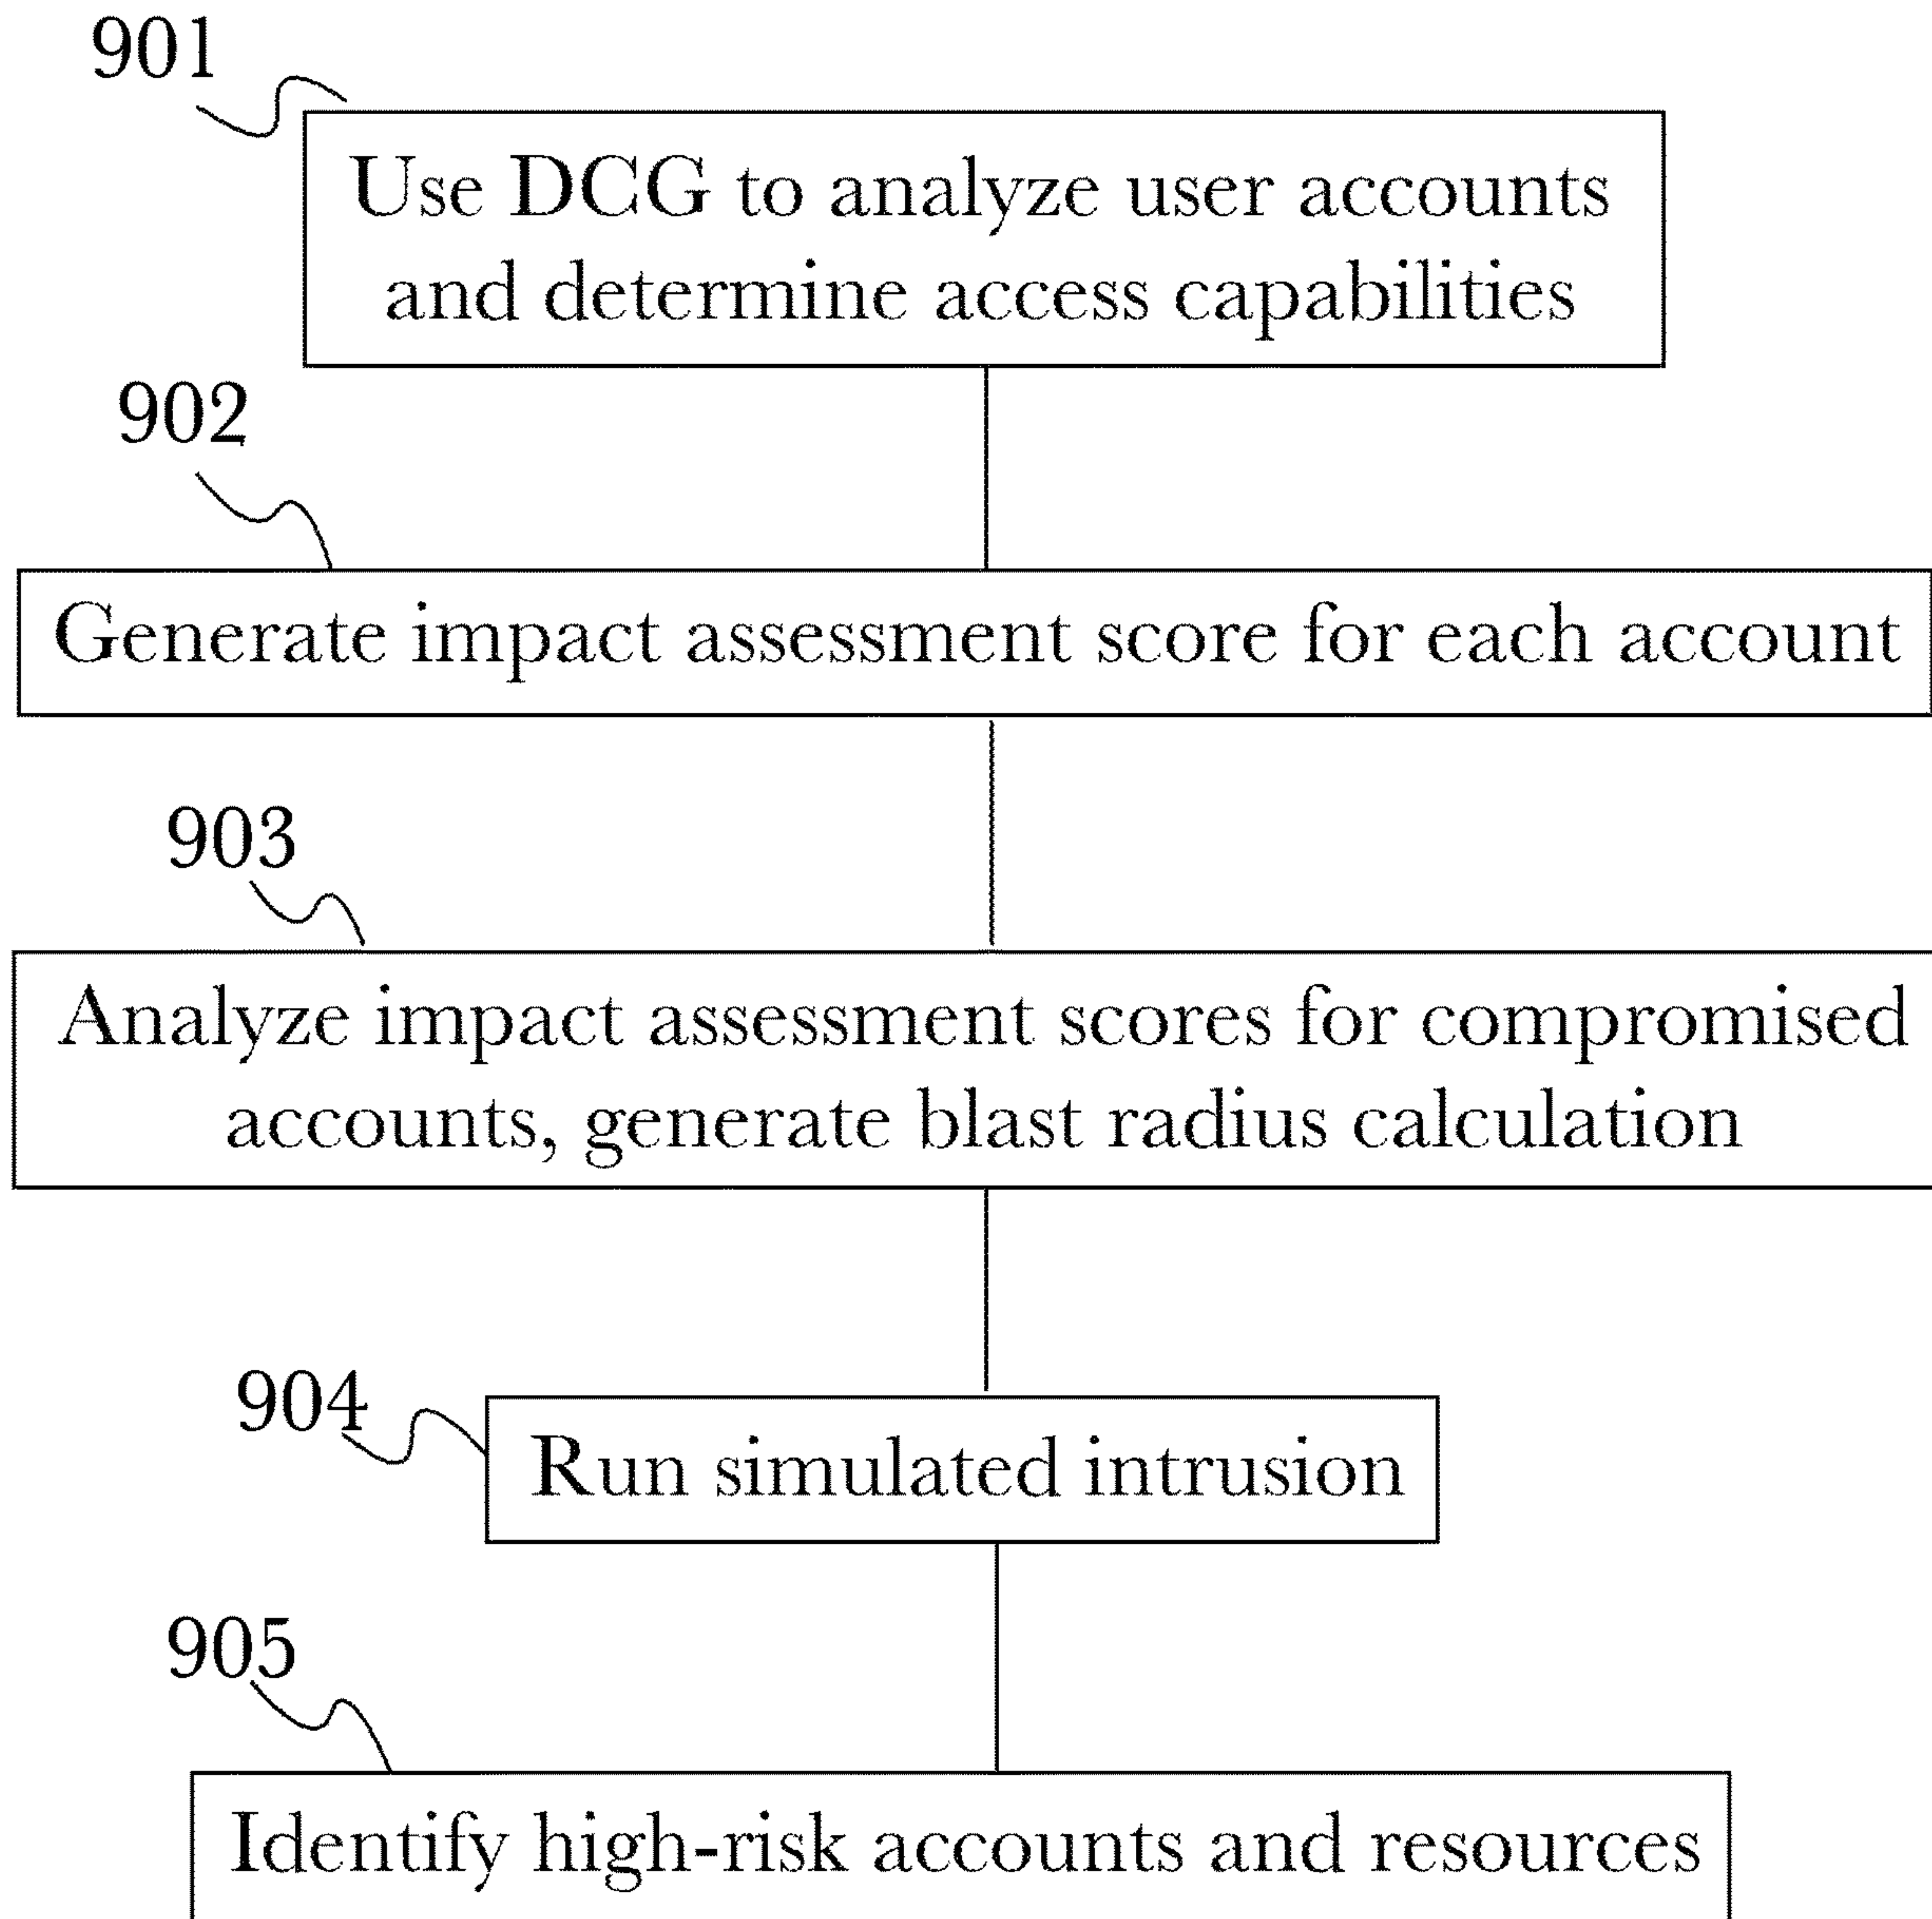 901
Use DCG to analyze user accounts
and determine access capabilities
902
Generate impact assessment score for each account
903
Analyze impact assessment scores for compromised
accounts, generate blast radius calculation
904
Run simulated intrusion
905
Identify high-risk accounts and resources